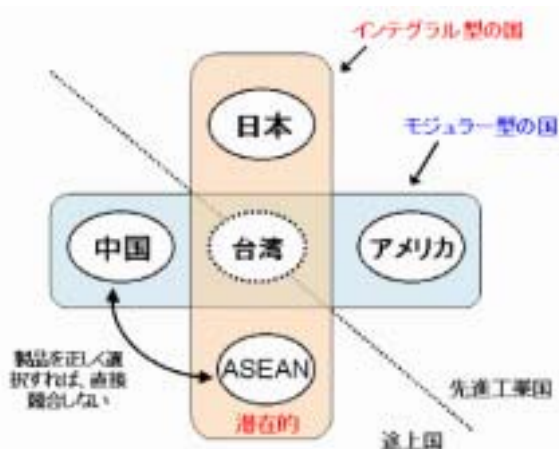 インテグラル型の国
日本
モジュラー型の国
中国
台湾
アメリカ
製品を正しく選
択すれば、直接
競合しない
ASEAN
潜在的
先進工業国
途上国